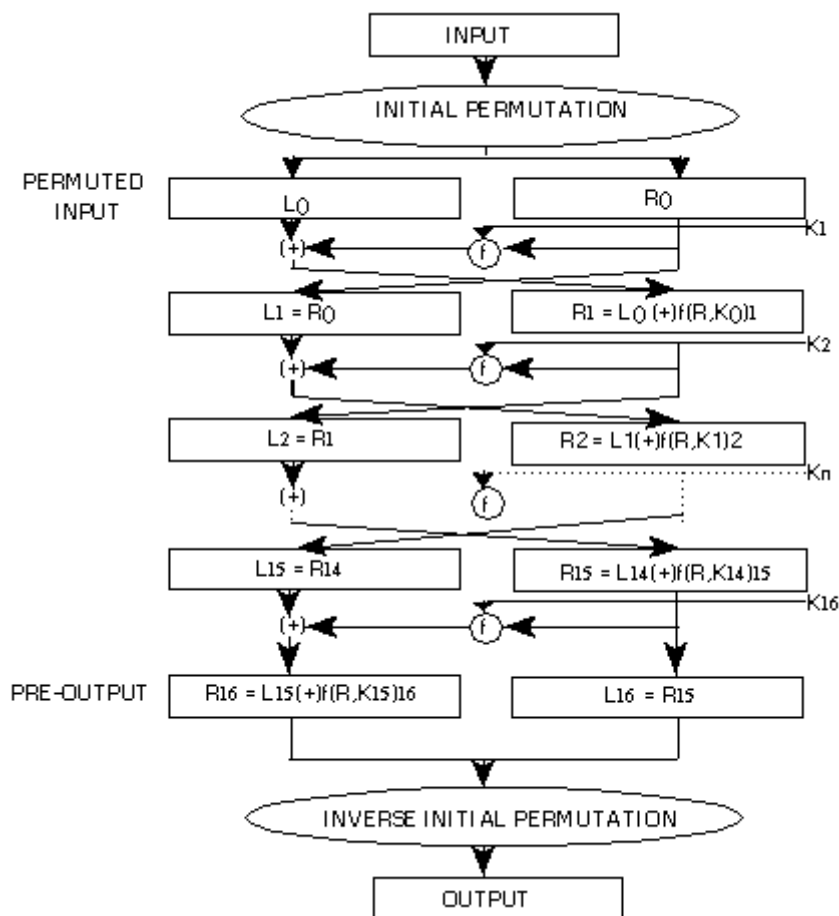 INPUT
INITIAL PERMUTATION
PERMUTED
INPUT
L0
R0
K1
(+)
f
L1 = R0
R1 = L0 (+)f(R,K0)1
K2
(+)
f
L2 = R1
R2 = L1(+)f(R,K1)2
Kn
(+)
f
L15 = R14
R15 = L14(+)f(R,K14)15
K16
(+)
f
PRE-OUTPUT
R16 = L15(+)f(R,K15)16
L16 = R15
INVERSE INITIAL PERMUTATION
OUTPUT